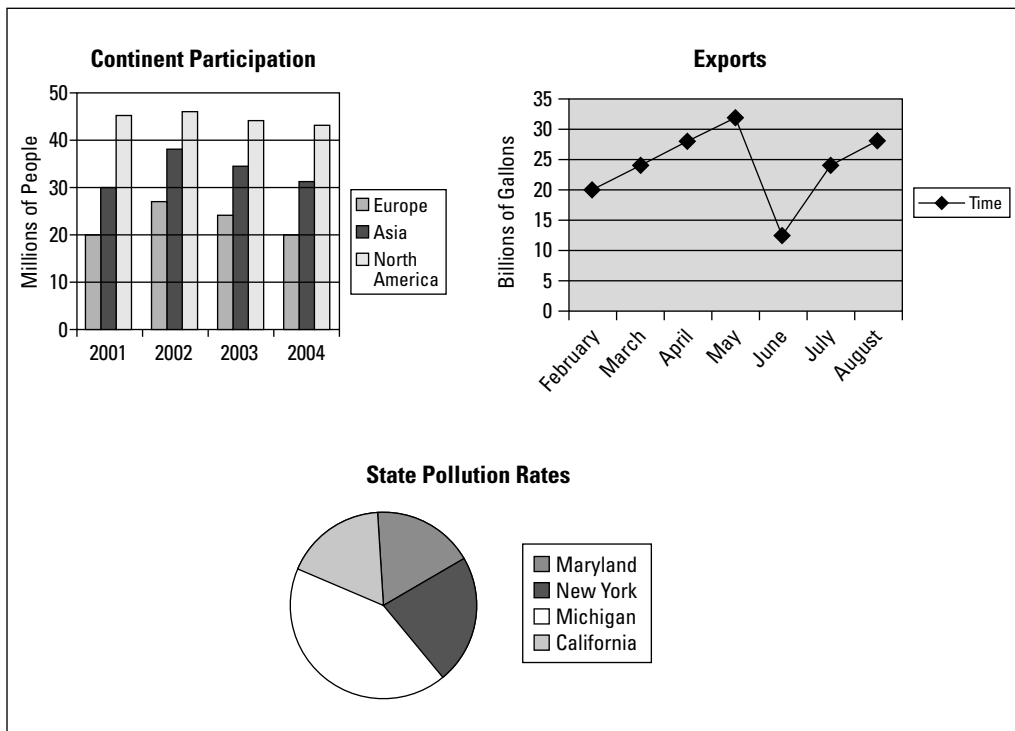 Continent Participation
Millions of People
50
40
30
20
10
0
2001 2002 2003 2004
Europe
Asia
North
America
Exports
Billions of Gallons
35
30
25
20
15
10
5
0
February
March
April
May
June
July
August
Time
State Pollution Rates
Maryland
New York
Michigan
California